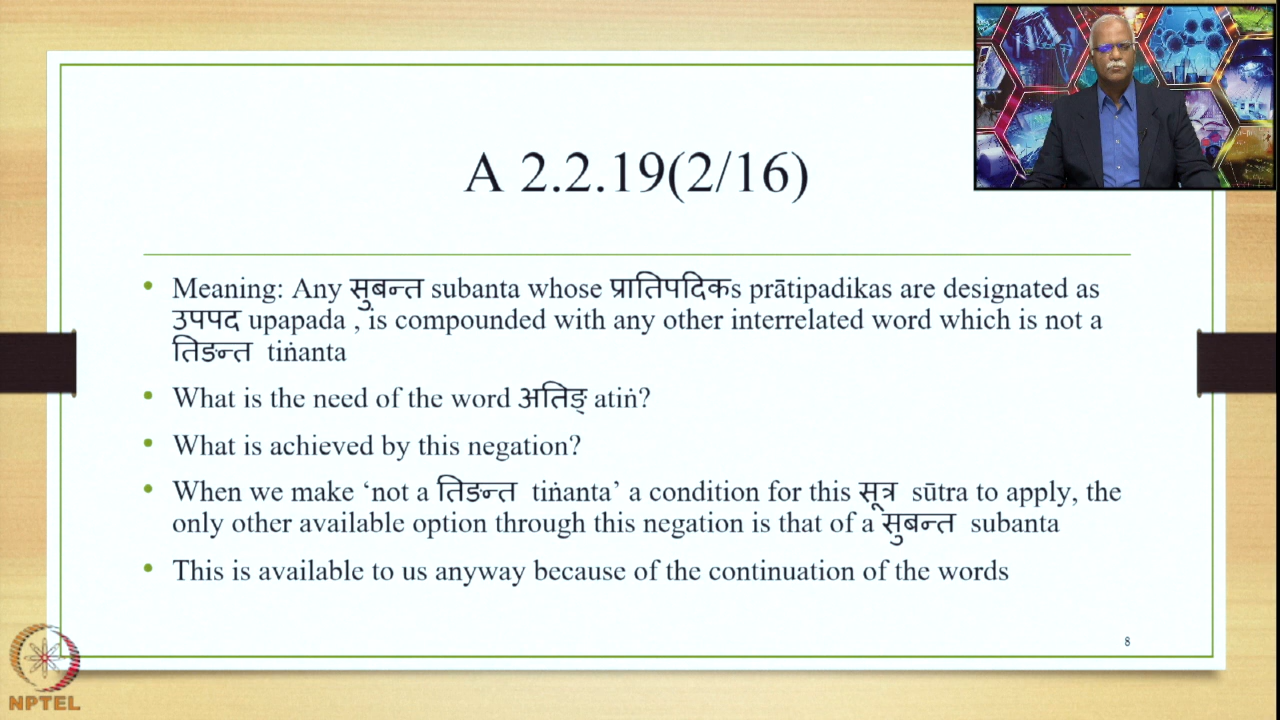 A 2.2.19(2/16)
• Meaning: Any सुबन्त subanta whose प्रातिपदिकs prātipadikas are designated as
उपपद upapada , is compounded with any other interrelated word which is not a
तिङन्त tiṅanta
• What is the need of the word अतिङ् atiṅ?
• What is achieved by this negation?
• When we make ‘not a तिङन्त tiṅanta’ a condition for this सूत्र sūtra to apply, the
only other available option through this negation is that of a सुबन्त subanta
• This is available to us anyway because of the continuation of the words
8
NPTEL